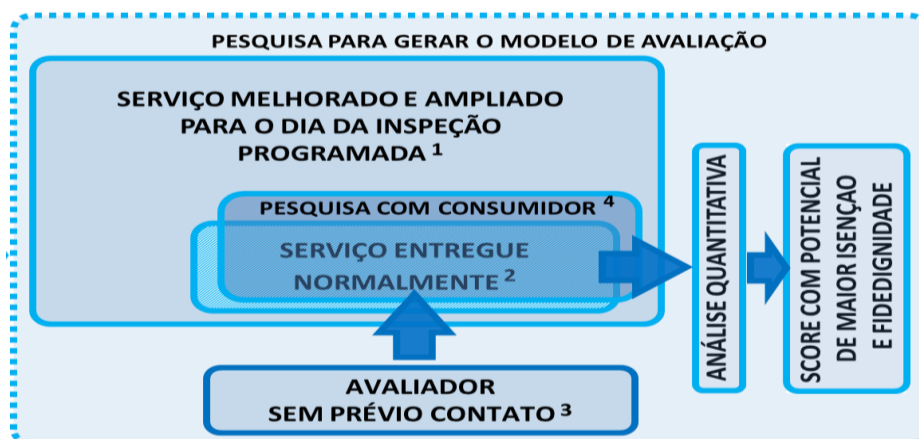 PESQUISA PARA GERAR O MODELO DE AVALIAÇÃO
SERVIÇO MELHORADO E AMPLIADO
PARA O DIA DA INSPEÇÃO
PROGRAMADA 1
PESQUISA COM CONSUMIDOR 4
SERVIÇO ENTREGUE
NORMALMENTE 2
AVALIADOR
SEM PRÉVIO CONTATO 3
ANÁLISE QUANTITATIVA
SCORE COM POTENCIAL
DE MAIOR ISENÇAO
E FIDEDIGNIDADE